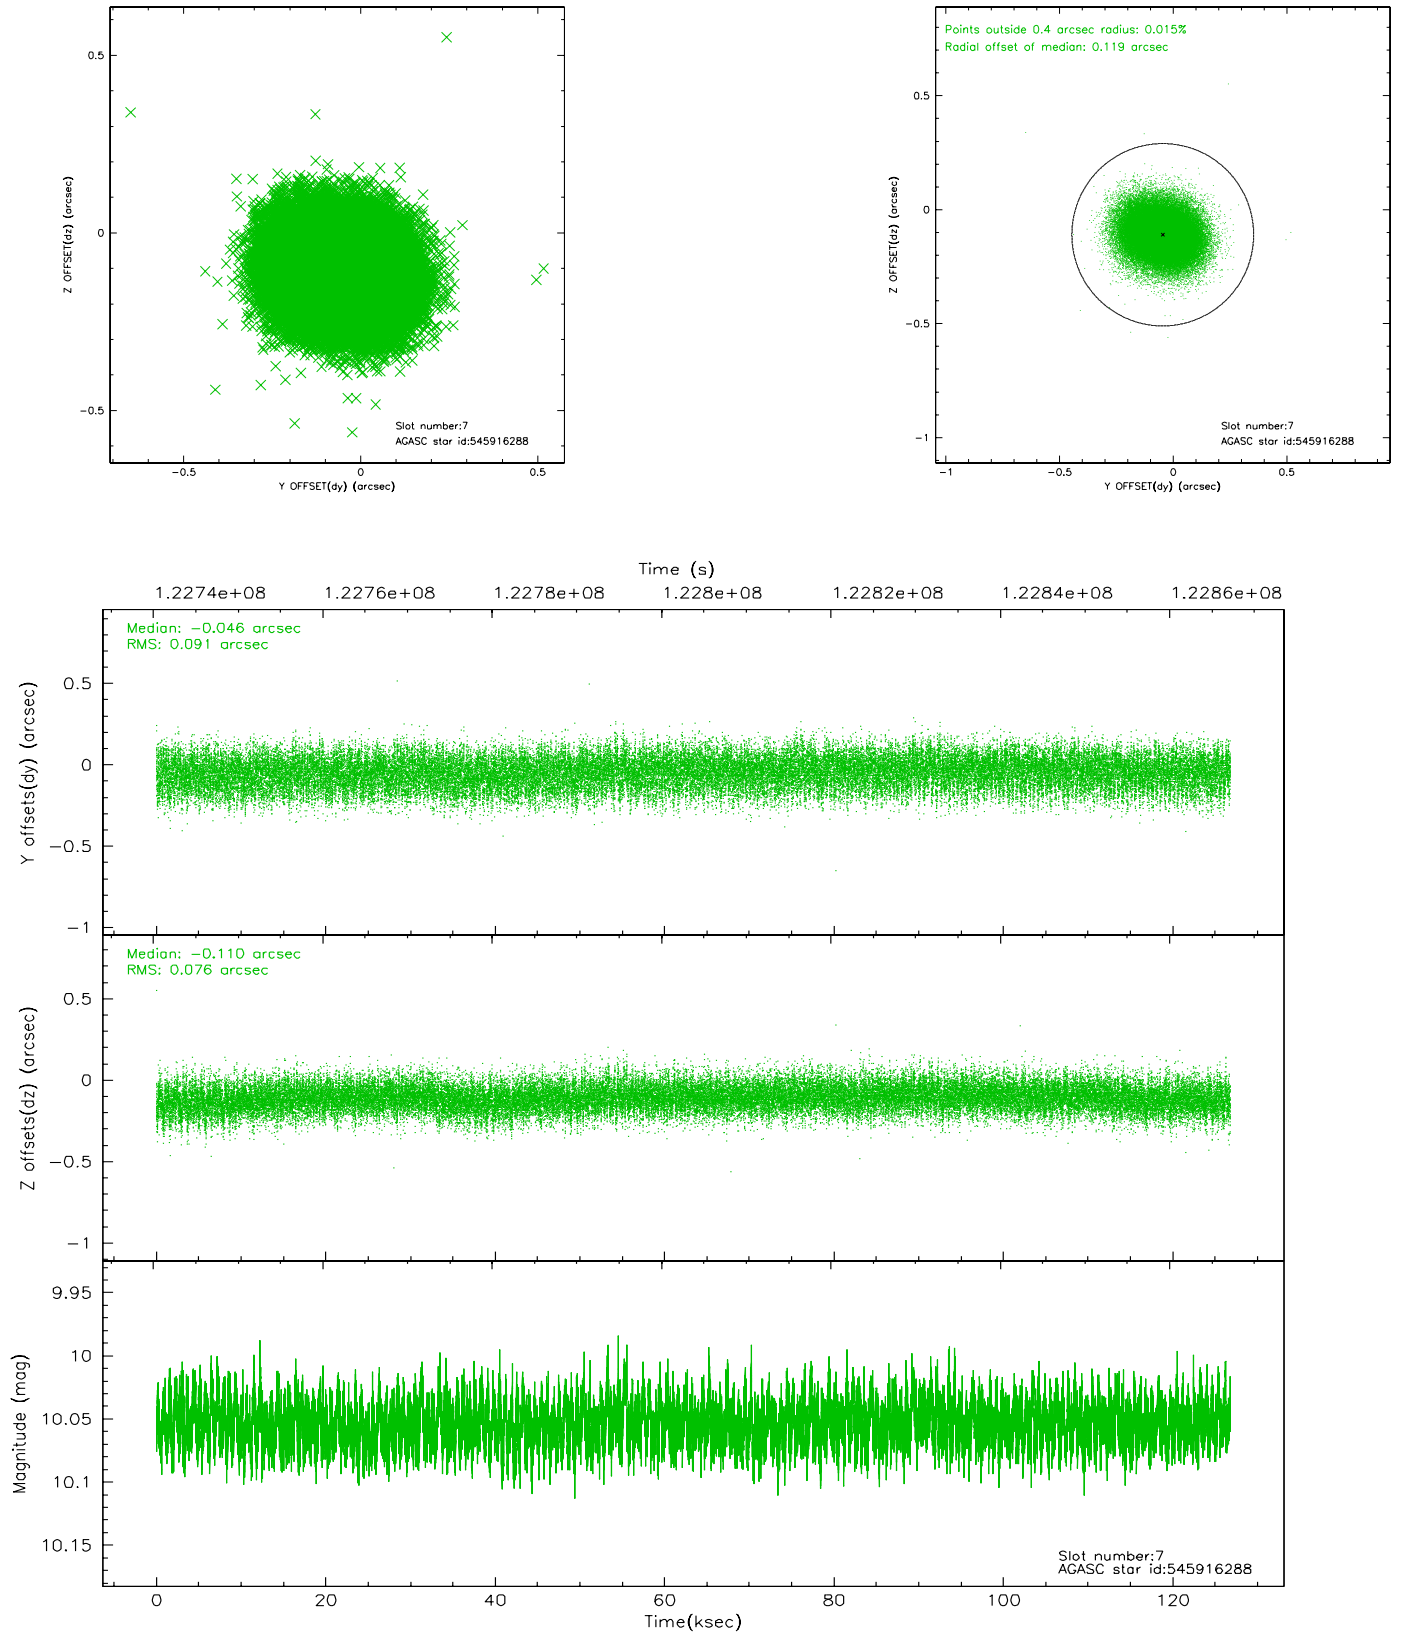 0.5
0
−0.5
Z OFFSET(dz) (arcsec)
Slot number:7
AGASC star id:545916288
−0.5 0 0.5
Y OFFSET(dy) (arcsec)
Points outside 0.4 arcsec radius: 0.015%
Radial offset of median: 0.119 arcsec
0.5
0
−0.5
−1
Z OFFSET(dz) (arcsec)
Slot number:7
AGASC star id:545916288
−1 −0.5 0 0.5
Y OFFSET(dy) (arcsec)
Time (s)
1.2274e+08 1.2276e+08 1.2278e+08 1.228e+08 1.2282e+08 1.2284e+08 1.2286e+08
Median: −0.046 arcsec
RMS: 0.091 arcsec
0.5
0
−0.5
−1
Y offsets(dy) (arcsec)
Median: −0.110 arcsec
RMS: 0.076 arcsec
0.5
0
−0.5
−1
Z offsets(dz) (arcsec)
9.95
10
10.05
10.1
10.15
Magnitude (mag)
Slot number:7
AGASC star id:545916288
0 20 40 60 80 100 120
Time(ksec)